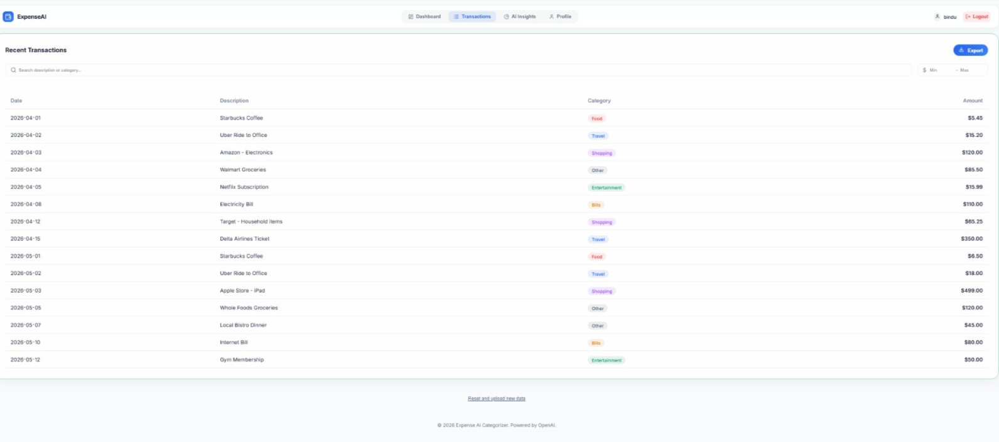 ExpenseAI Dashboard Transactions AI Insights Profile bindu Logout
Recent Transactions Export
Search description or category... $ Min - Max
Date Description Category Amount
2026-04-01 Starbucks Coffee Food $5.45
2026-04-02 Uber Ride to Office Travel $15.20
2026-04-03 Amazon - Electronics Shopping $120.00
2026-04-04 Walmart Groceries Other $85.50
2026-04-05 Netflix Subscription Entertainment $15.99
2026-04-08 Electricity Bill Bills $110.00
2026-04-12 Target - Household items Shopping $65.25
2026-04-15 Delta Airlines Ticket Travel $350.00
2026-05-01 Starbucks Coffee Food $6.50
2026-05-02 Uber Ride to Office Travel $18.00
2026-05-03 Apple Store - iPad Shopping $499.00
2026-05-05 Whole Foods Groceries Other $120.00
2026-05-07 Local Bistro Dinner Other $45.00
2026-05-10 Internet Bill Bills $80.00
2026-05-12 Gym Membership Entertainment $50.00
Reset and upload new data
© 2026 Expense AI Categorizer. Powered by OpenAI.